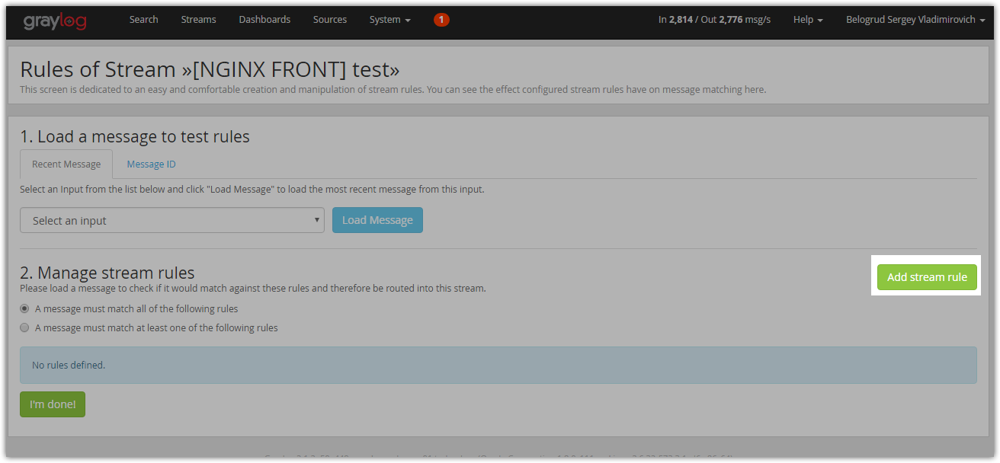 graylog Search Streams Dashboards Sources System 1 In 2,814 / Out 2,776 msg/s Help Belogrud Sergey Vladimirovich
Rules of Stream »[NGINX FRONT] test»
This screen is dedicated to an easy and comfortable creation and manipulation of stream rules. You can see the effect configured stream rules have on message matching here.
1. Load a message to test rules
Recent Message Message ID
Select an Input from the list below and click "Load Message" to load the most recent message from this input.
Select an input Load Message
2. Manage stream rules
Add stream rule
Please load a message to check if it would match against these rules and therefore be routed into this stream.
A message must match all of the following rules
A message must match at least one of the following rules
No rules defined.
I'm done!